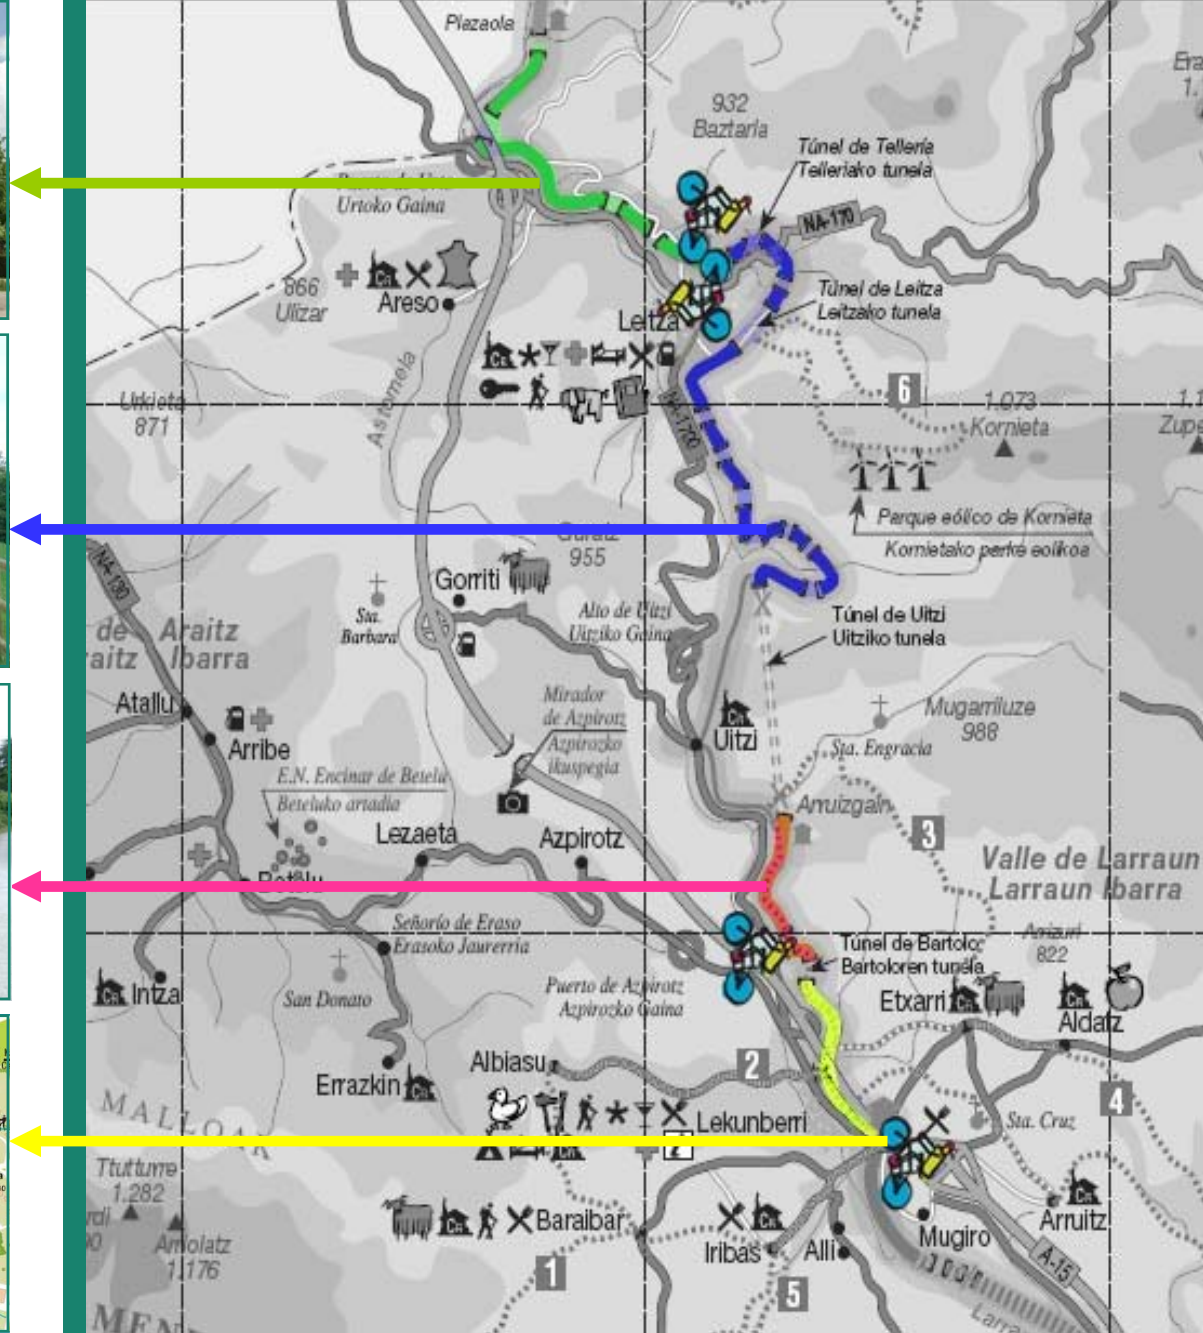 Plazaola
932
Baztarla
Túnel de Tellería
Telleriako tunela
NA-170
Urtoko Gaina
866
Ulizar
Areso
Túnel de Leitza
Leitzako tunela
Leitza
Astomela
Urkieta
871
NA-1700
6
1.073
Kornieta
Parque eólico de Kornieta
Kornietako parke eolikoa
955
Gorriti
Sta.
Barbara
Alto de Uitzi
Uitziko Gaina
Túnel de Uitzi
Uitziko tunela
NA-130
de Araitz
Ibarra
Atallu
Arribe
Mirador
de Azpirotz
Azpirozko
ikuspegia
Uitzi
Mugarriluze
988
Sta. Engracia
E.N. Encinar de Betelu
Beteluko artadia
Lezaeta
Azpirotz
Arruizgain
3
Valle de Larraun
Larraun Ibarra
Betelu
Señorío de Eraso
Erasoko Jaurerria
822
Túnel de Bartolo
Bartoloren tunela
Intza
San Donato
Puerto de Azpirotz
Azpirozko Gaina
Etxarri
Aldatz
Albiasu
2
Errazkin
4
MALLOAK
Lekunberri
Sta. Cruz
Ttutturre
1.282
Baraibar
Iribas
Alli
Mugiro
Arruitz
A-15
1.176
1
5